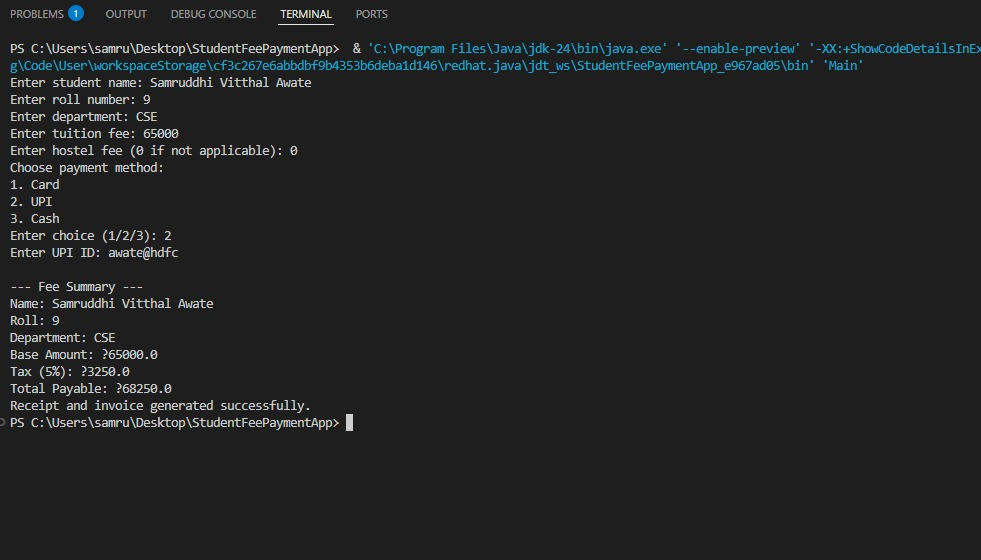 PROBLEMS 1 OUTPUT DEBUG CONSOLE TERMINAL PORTS
PS C:\Users\samru\Desktop\StudentFeePaymentApp>  & 'C:\Program Files\Java\jdk-24\bin\java.exe' '--enable-preview' '-XX:+ShowCodeDetailsInEx
g\Code\User\workspaceStorage\cf3c267e6abbdbf9b4353b6deba1d146\redhat.java\jdt_ws\StudentFeePaymentApp_e967ad05\bin' 'Main'
Enter student name: Samruddhi Vitthal Awate
Enter roll number: 9
Enter department: CSE
Enter tuition fee: 65000
Enter hostel fee (0 if not applicable): 0
Choose payment method:
1. Card
2. UPI
3. Cash
Enter choice (1/2/3): 2
Enter UPI ID: awate@hdfc
--- Fee Summary ---
Name: Samruddhi Vitthal Awate
Roll: 9
Department: CSE
Base Amount: ?65000.0
Tax (5%): ?3250.0
Total Payable: ?68250.0
Receipt and invoice generated successfully.
PS C:\Users\samru\Desktop\StudentFeePaymentApp>